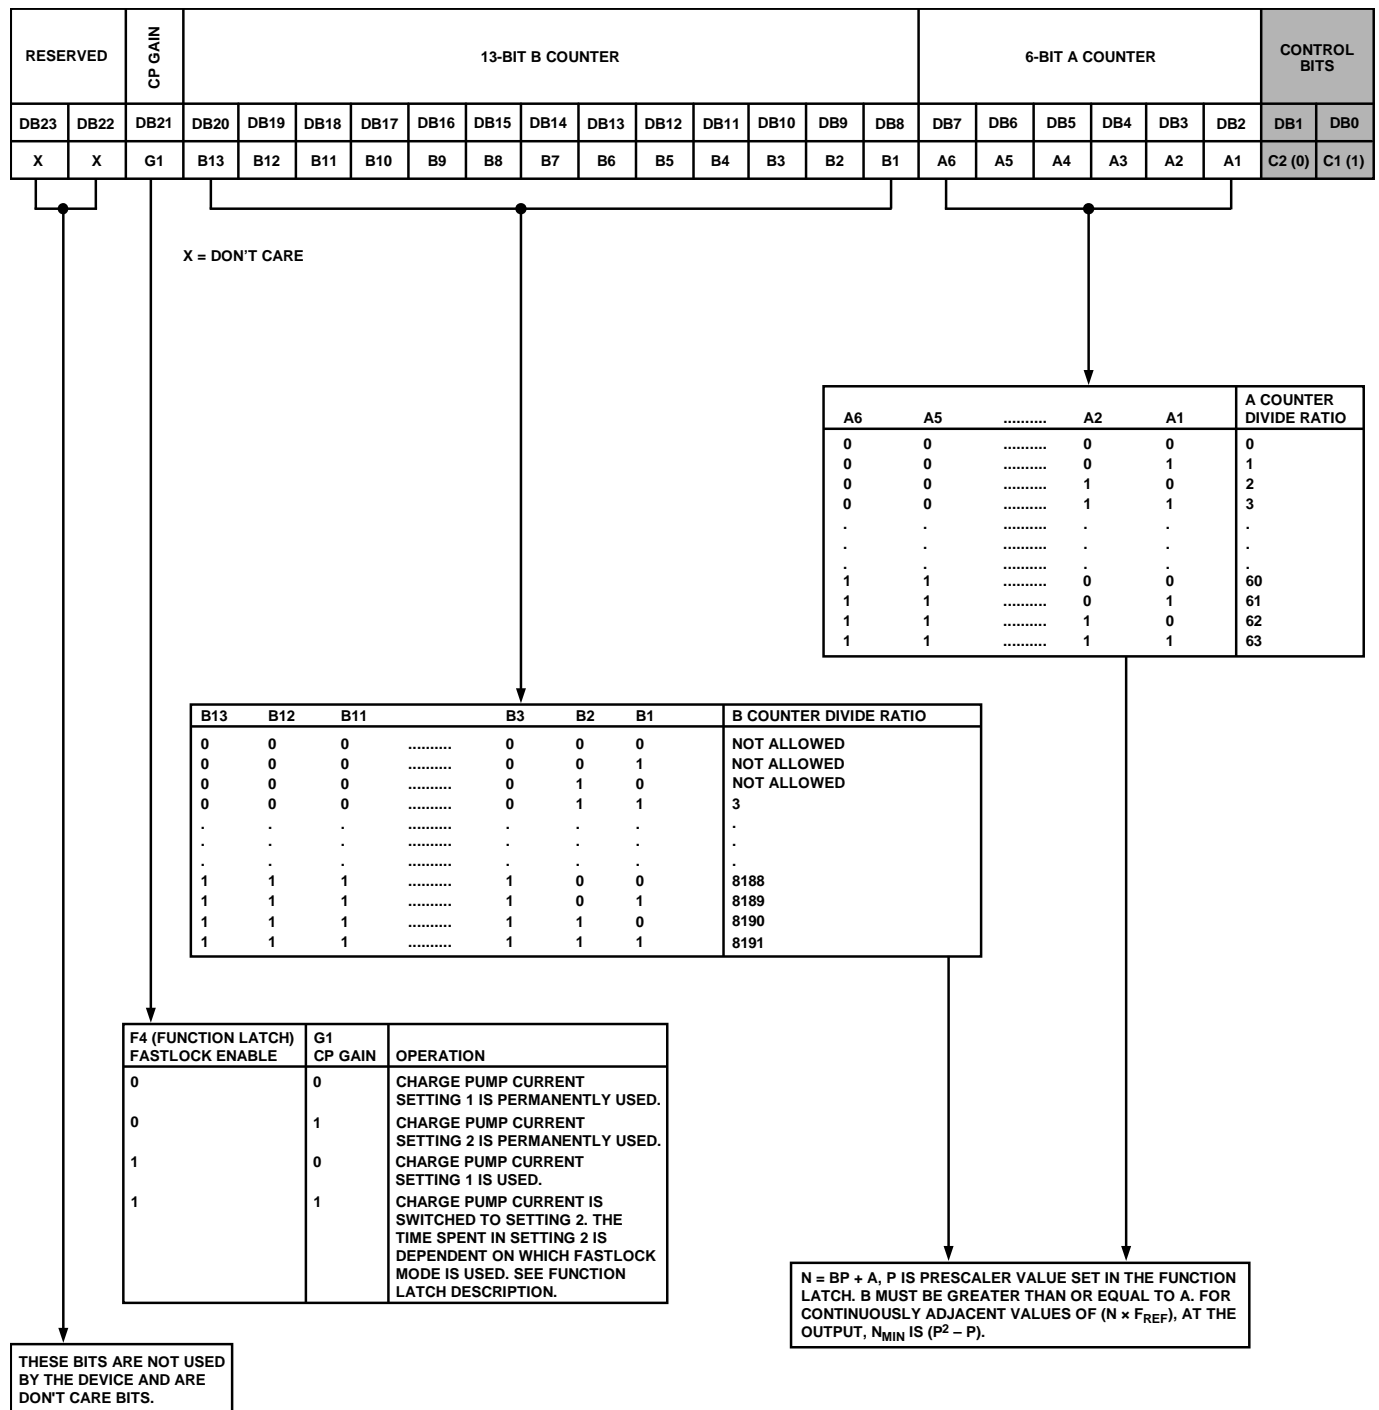 RESERVED
CP GAIN
13-BIT B COUNTER
6-BIT A COUNTER
CONTROL
BITS
DB23 DB22 DB21 DB20 DB19 DB18 DB17 DB16 DB15 DB14 DB13 DB12 DB11 DB10 DB9 DB8 DB7 DB6 DB5 DB4 DB3 DB2 DB1 DB0
X X G1 B13 B12 B11 B10 B9 B8 B7 B6 B5 B4 B3 B2 B1 A6 A5 A4 A3 A2 A1 C2 (0) C1 (1)
X = DON'T CARE
A COUNTER
A6 A5 .......... A2 A1 DIVIDE RATIO
0 0 .......... 0 0 0
0 0 .......... 0 1 1
0 0 .......... 1 0 2
0 0 .......... 1 1 3
. . .......... . . .
. . .......... . . .
. . .......... . . .
1 1 .......... 0 0 60
1 1 .......... 0 1 61
1 1 .......... 1 0 62
1 1 .......... 1 1 63
B13 B12 B11 B3 B2 B1 B COUNTER DIVIDE RATIO
0 0 0 .......... 0 0 0 NOT ALLOWED
0 0 0 .......... 0 0 1 NOT ALLOWED
0 0 0 .......... 0 1 0 NOT ALLOWED
0 0 0 .......... 0 1 1 3
. . . .......... . . . .
. . . .......... . . . .
. . . .......... . . . .
1 1 1 .......... 1 0 0 8188
1 1 1 .......... 1 0 1 8189
1 1 1 .......... 1 1 0 8190
1 1 1 .......... 1 1 1 8191
F4 (FUNCTION LATCH) G1
FASTLOCK ENABLE CP GAIN OPERATION
0 0 CHARGE PUMP CURRENT
SETTING 1 IS PERMANENTLY USED.
0 1 CHARGE PUMP CURRENT
SETTING 2 IS PERMANENTLY USED.
1 0 CHARGE PUMP CURRENT
SETTING 1 IS USED.
1 1 CHARGE PUMP CURRENT IS
SWITCHED TO SETTING 2. THE
TIME SPENT IN SETTING 2 IS
DEPENDENT ON WHICH FASTLOCK
MODE IS USED. SEE FUNCTION
LATCH DESCRIPTION.
N = BP + A, P IS PRESCALER VALUE SET IN THE FUNCTION
LATCH. B MUST BE GREATER THAN OR EQUAL TO A. FOR
CONTINUOUSLY ADJACENT VALUES OF (N × FREF), AT THE
OUTPUT, NMIN IS (P² – P).
THESE BITS ARE NOT USED
BY THE DEVICE AND ARE
DON'T CARE BITS.